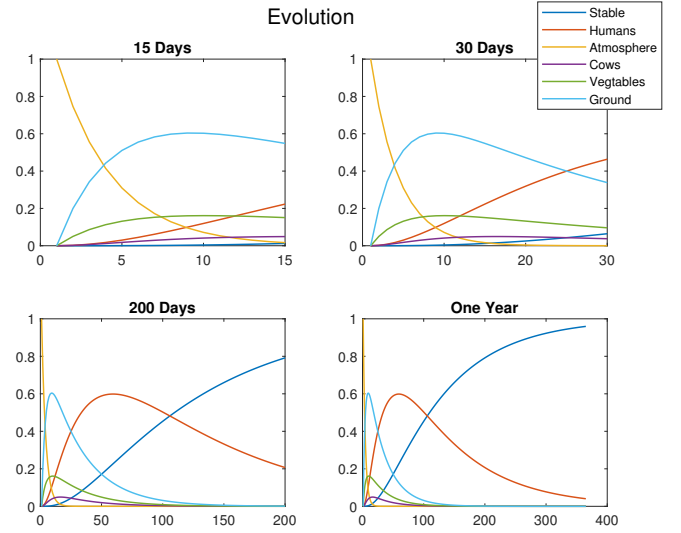 Evolution
Stable
Humans
Atmosphere
Cows
Vegtables
Ground
15 Days
1
0.8
0.6
0.4
0.2
0
0 5 10 15
30 Days
1
0.8
0.6
0.4
0.2
0
0 10 20 30
200 Days
1
0.8
0.6
0.4
0.2
0
0 50 100 150 200
One Year
1
0.8
0.6
0.4
0.2
0
0 100 200 300 400